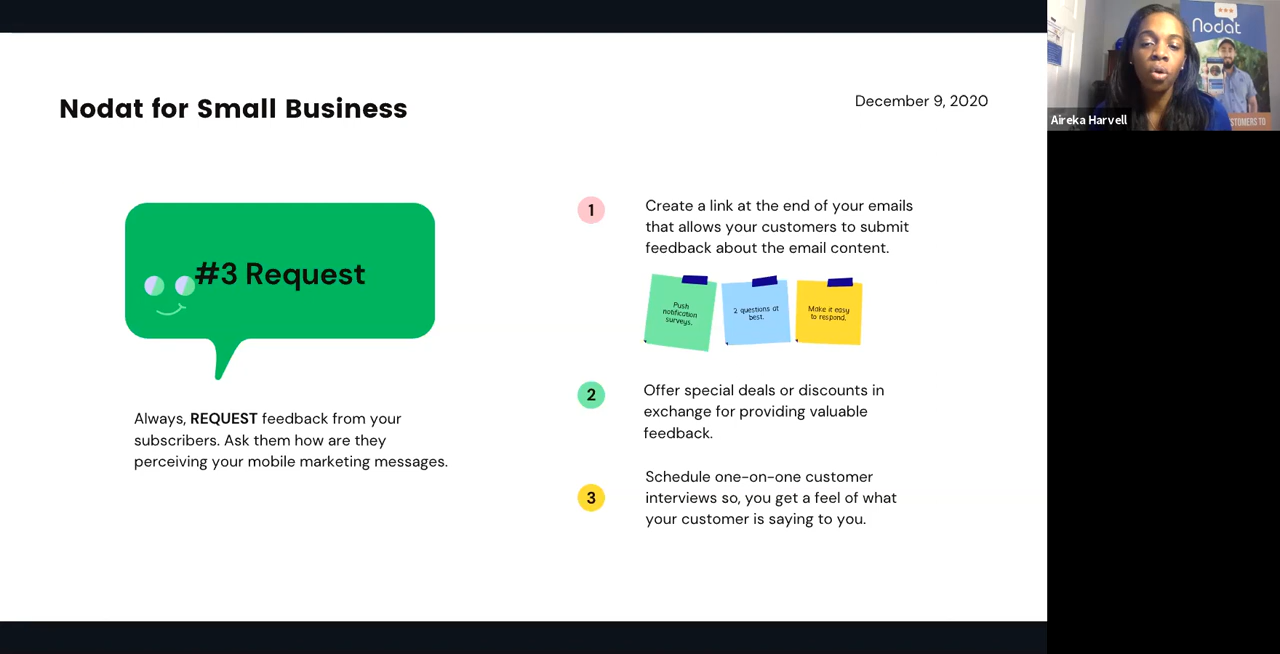 Nodat for Small Business
December 9, 2020
#3 Request
Always, REQUEST feedback from your
subscribers. Ask them how are they
perceiving your mobile marketing messages.
1
Create a link at the end of your emails
that allows your customers to submit
feedback about the email content.
Push
notification
surveys.
2 questions at
best.
Make it easy
to respond.
2
Offer special deals or discounts in
exchange for providing valuable
feedback.
3
Schedule one-on-one customer
interviews so, you get a feel of what
your customer is saying to you.
Nodat
STOMERS TO
Aireka Harvell